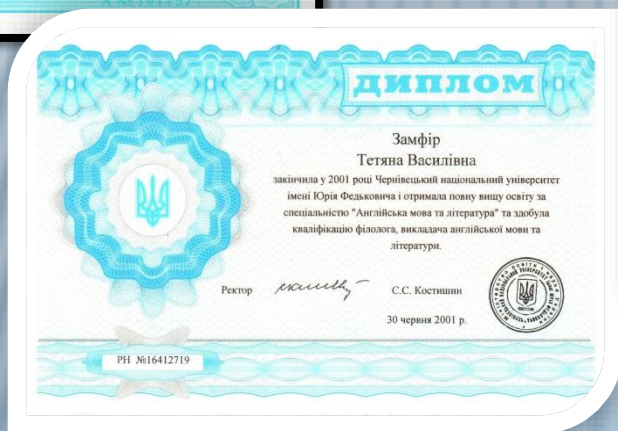 ДИПЛОМ
Замфір
Тетяна Василівна
закінчила у 2001 році Чернівецький національний університет
імені Юрія Федьковича і отримала повну вищу освіту за
спеціальністю "Англійська мова та література" та здобула
кваліфікацію філолога, викладача англійської мови та
літератури.
Ректор
С.С. Костишин
30 червня 2001 р.
РН №16412719